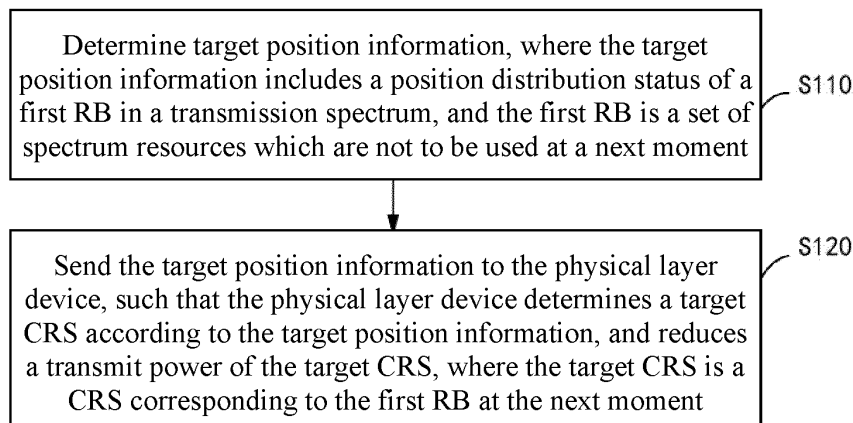 Determine target position information, where the target
position information includes a position distribution status of a
first RB in a transmission spectrum, and the first RB is a set of
spectrum resources which are not to be used at a next moment
S110
Send the target position information to the physical layer
device, such that the physical layer device determines a target
CRS according to the target position information, and reduces
a transmit power of the target CRS, where the target CRS is a
CRS corresponding to the first RB at the next moment
S120